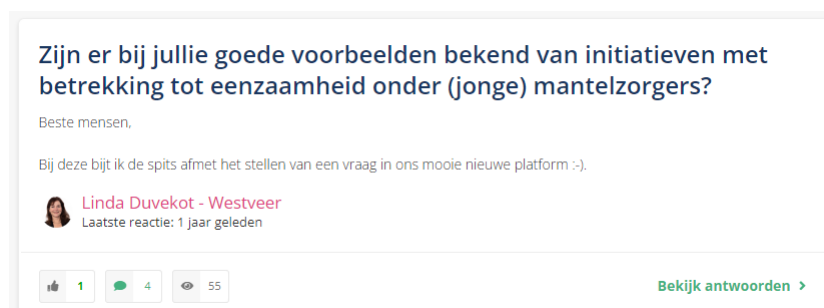 Zijn er bij jullie goede voorbeelden bekend van initiatieven met
betrekking tot eenzaamheid onder (jonge) mantelzorgers?
Beste mensen,
Bij deze bijt ik de spits afmet het stellen van een vraag in ons mooie nieuwe platform :-).
Linda Duvekot - Westveer
Laatste reactie: 1 jaar geleden
1 4 55 Bekijk antwoorden >